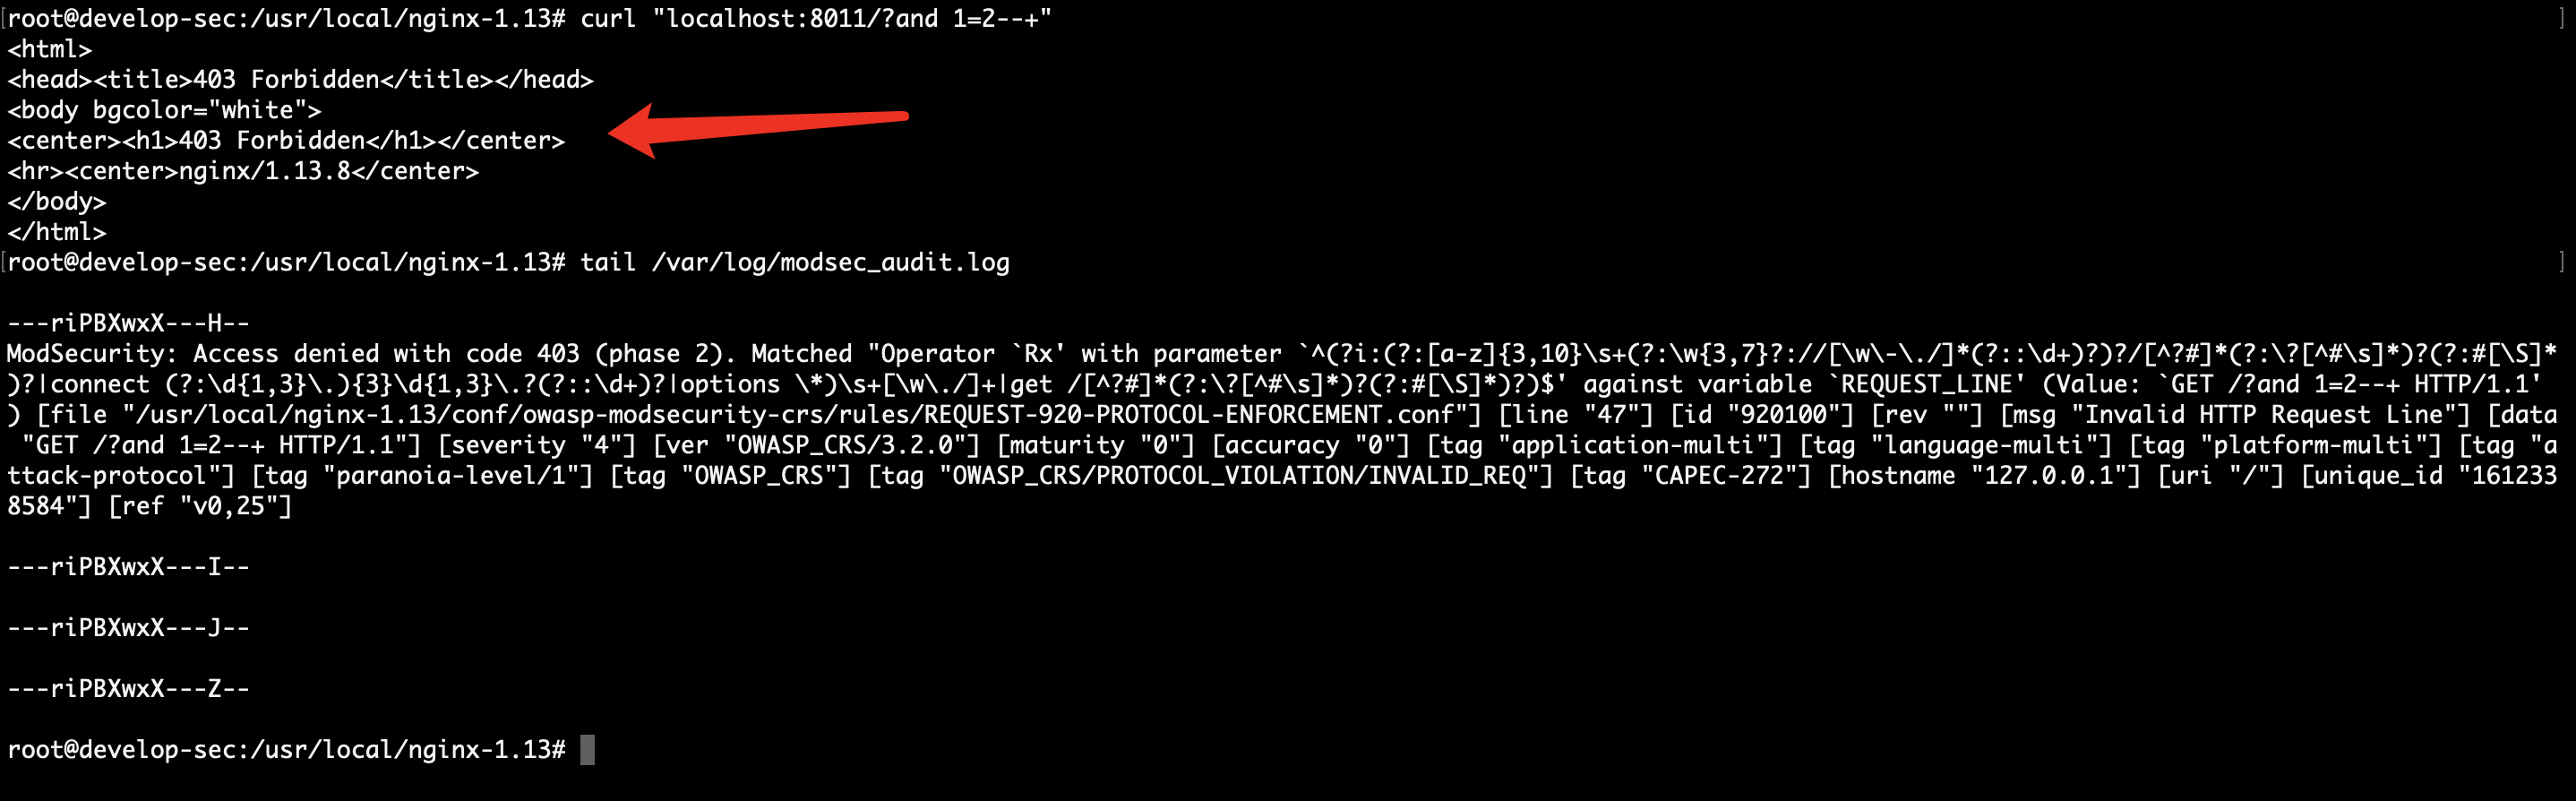 [root@develop-sec:/usr/local/nginx-1.13# curl "localhost:8011/?and 1=2--+" ]
<html>
<head><title>403 Forbidden</title></head>
<body bgcolor="white">
<center><h1>403 Forbidden</h1></center>
<hr><center>nginx/1.13.8</center>
</body>
</html>
[root@develop-sec:/usr/local/nginx-1.13# tail /var/log/modsec_audit.log ]
---riPBXwxX---H--
ModSecurity: Access denied with code 403 (phase 2). Matched "Operator `Rx' with parameter `^(?i:(?:[a-z]{3,10}\s+(?:\w{3,7}?://[\w\-\./]*(?::\d+)?)?/[^?#]*(?:\?[^#\s]*)?(?:#[\S]*
)?|connect (?:\d{1,3}\.){3}\d{1,3}\.?(?::\d+)?|options \*)\s+[\w\./]+|get /[^?#]*(?:\?[^#\s]*)?(?:#[\S]*)?)$' against variable `REQUEST_LINE' (Value: `GET /?and 1=2--+ HTTP/1.1'
) [file "/usr/local/nginx-1.13/conf/owasp-modsecurity-crs/rules/REQUEST-920-PROTOCOL-ENFORCEMENT.conf"] [line "47"] [id "920100"] [rev ""] [msg "Invalid HTTP Request Line"] [data
 "GET /?and 1=2--+ HTTP/1.1"] [severity "4"] [ver "OWASP_CRS/3.2.0"] [maturity "0"] [accuracy "0"] [tag "application-multi"] [tag "language-multi"] [tag "platform-multi"] [tag "a
ttack-protocol"] [tag "paranoia-level/1"] [tag "OWASP_CRS"] [tag "OWASP_CRS/PROTOCOL_VIOLATION/INVALID_REQ"] [tag "CAPEC-272"] [hostname "127.0.0.1"] [uri "/"] [unique_id "161233
8584"] [ref "v0,25"]
---riPBXwxX---I--
---riPBXwxX---J--
---riPBXwxX---Z--
root@develop-sec:/usr/local/nginx-1.13#